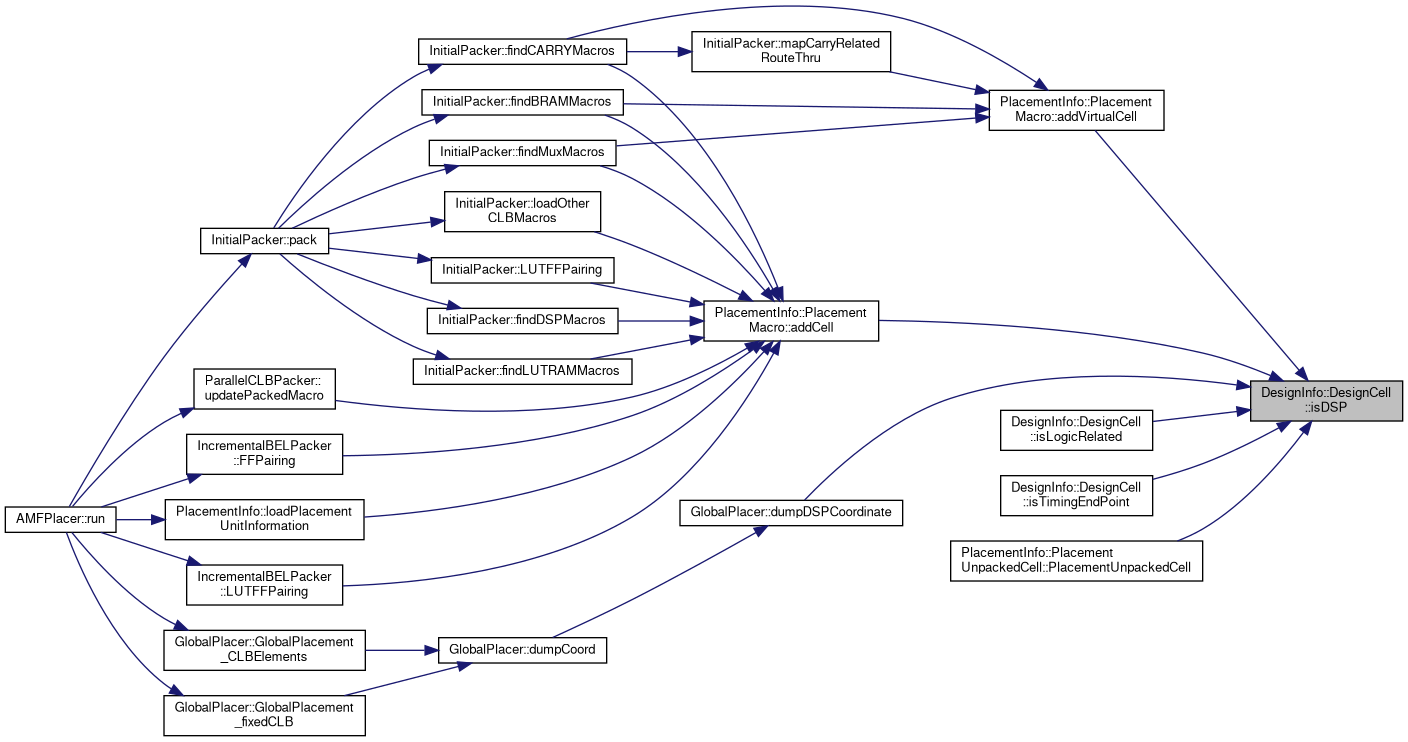 InitialPacker::findCARRYMacros
InitialPacker::mapCarryRelated
RouteThru
InitialPacker::findBRAMMacros
PlacementInfo::Placement
Macro::addVirtualCell
InitialPacker::findMuxMacros
InitialPacker::loadOther
CLBMacros
InitialPacker::pack
InitialPacker::LUTFFPairing
InitialPacker::findDSPMacros
PlacementInfo::Placement
Macro::addCell
InitialPacker::findLUTRAMMacros
ParallelCLBPacker::
updatePackedMacro
DesignInfo::DesignCell
::isDSP
DesignInfo::DesignCell
::isLogicRelated
IncrementalBELPacker
::FFPairing
DesignInfo::DesignCell
::isTimingEndPoint
AMFPlacer::run
PlacementInfo::loadPlacement
UnitInformation
GlobalPlacer::dumpDSPCoordinate
PlacementInfo::Placement
UnpackedCell::PlacementUnpackedCell
IncrementalBELPacker
::LUTFFPairing
GlobalPlacer::GlobalPlacement
_CLBElements
GlobalPlacer::dumpCoord
GlobalPlacer::GlobalPlacement
_fixedCLB